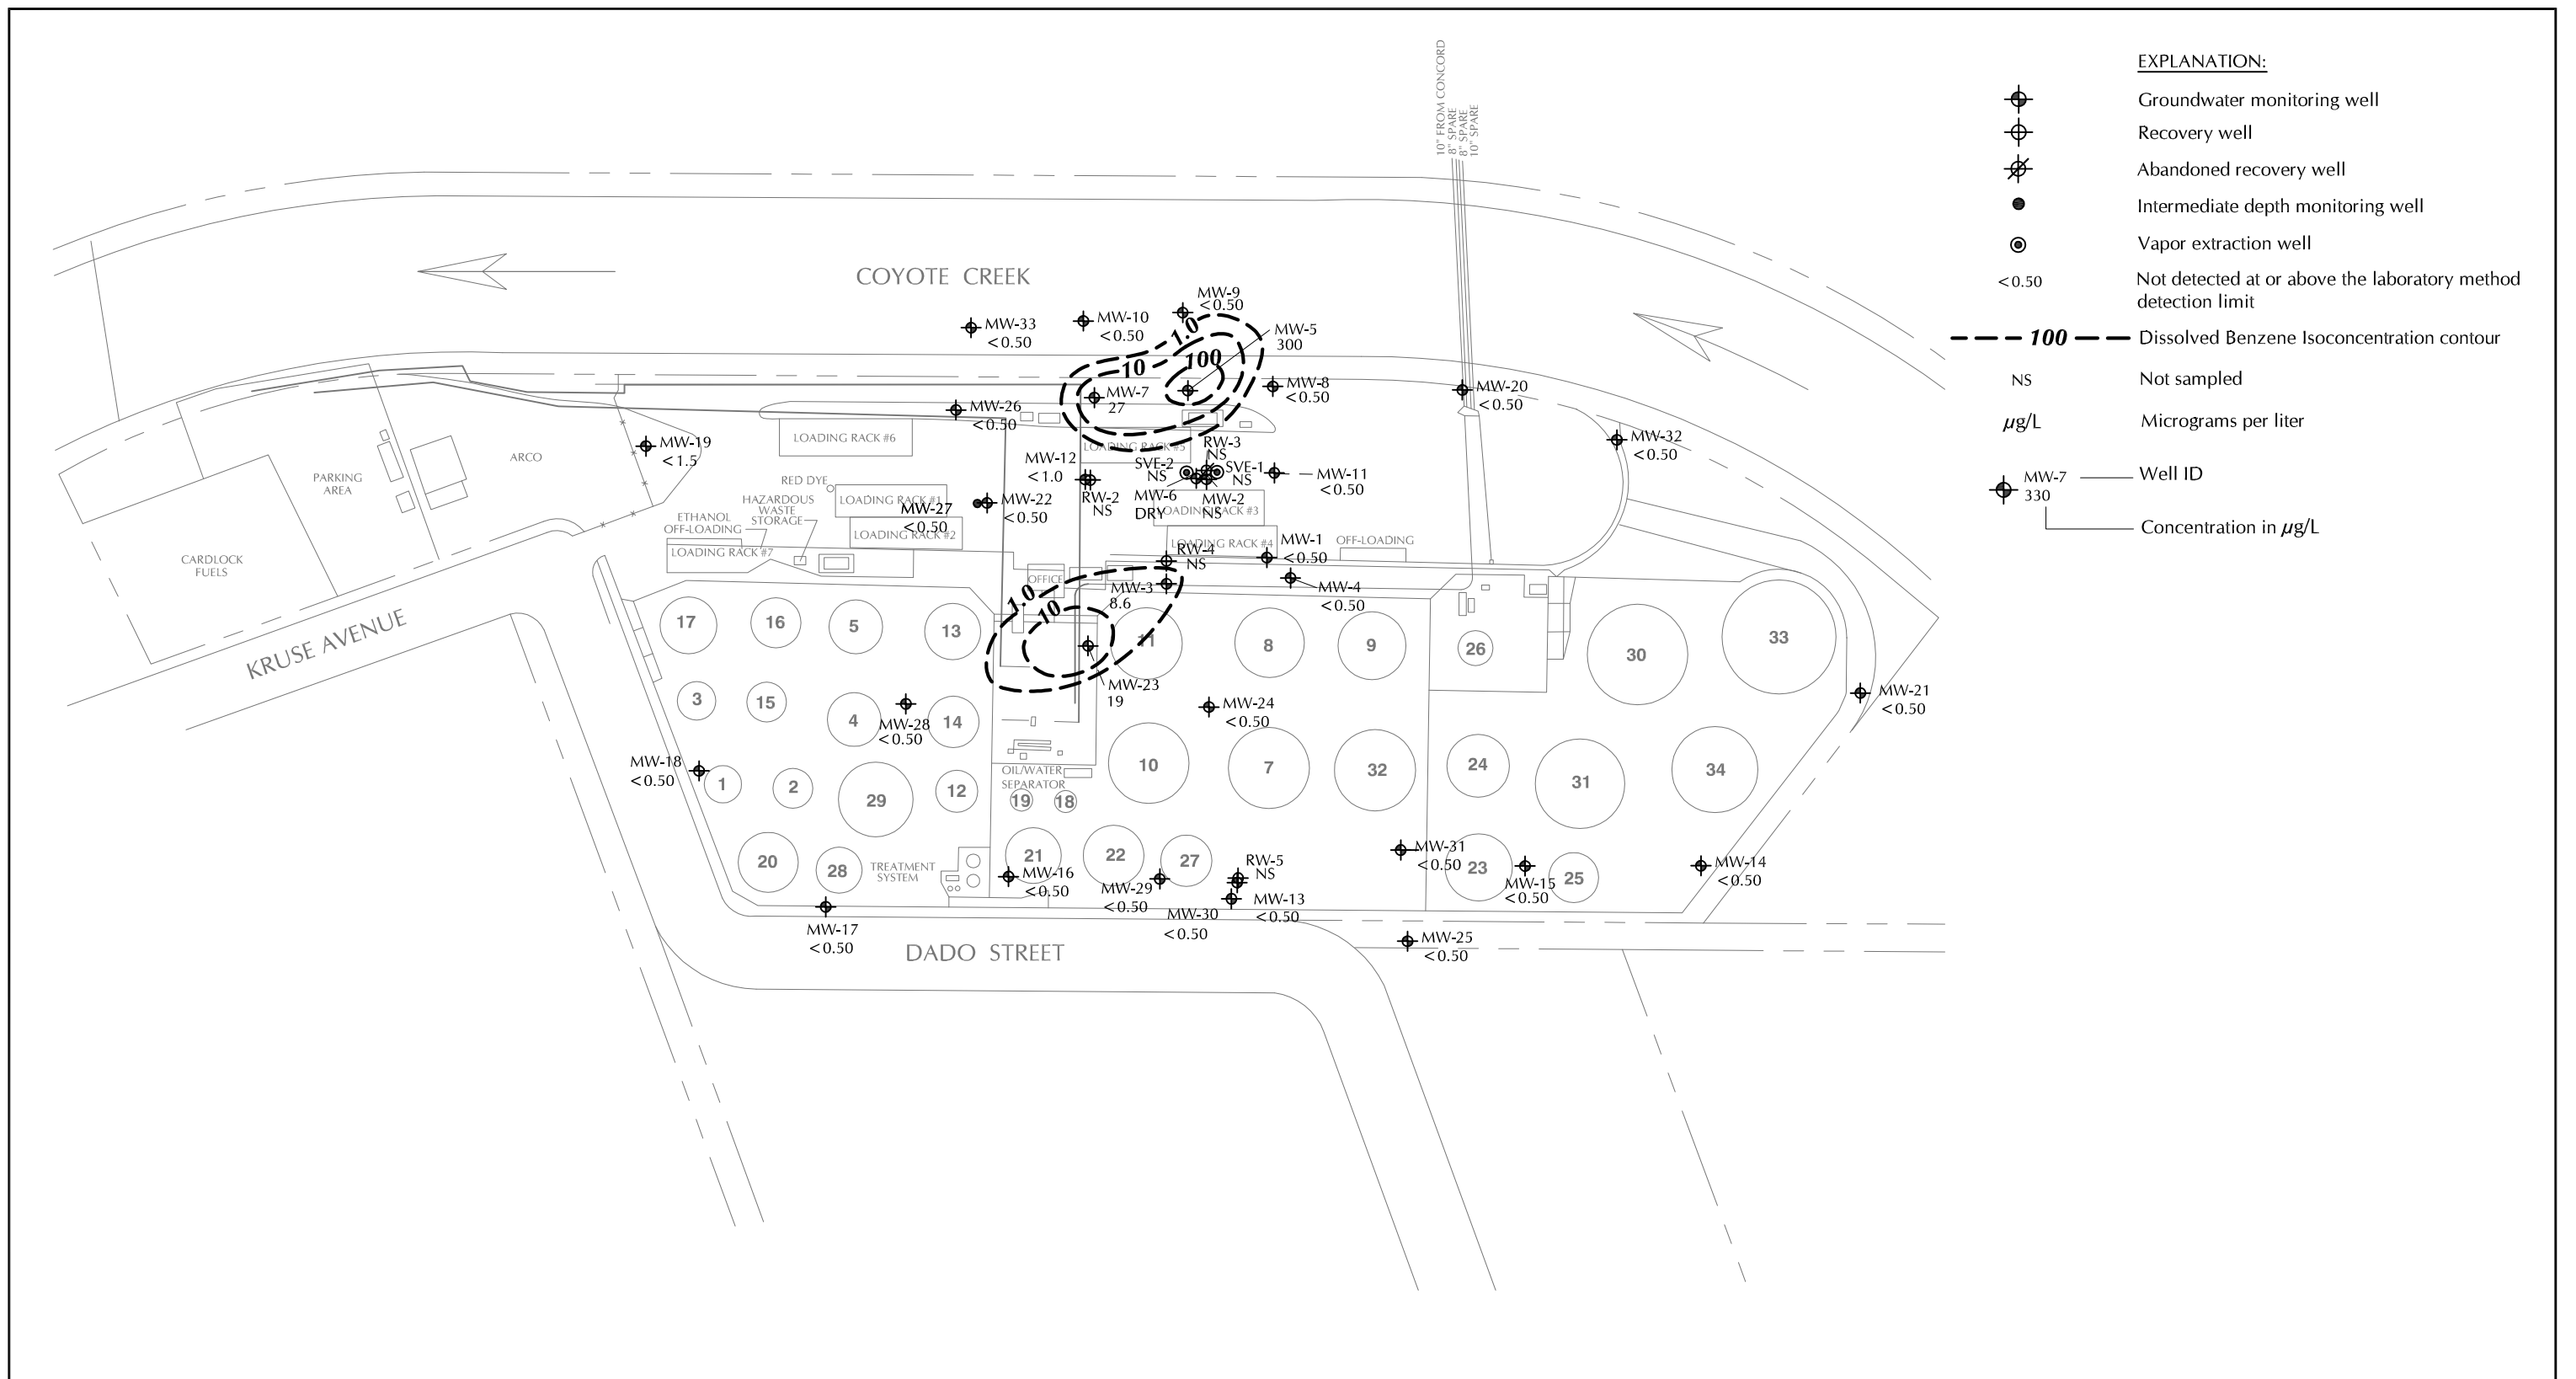 10" FROM CONCORD
8" SPARE
8" SPARE
10" SPARE
EXPLANATION:
Groundwater monitoring well
Recovery well
Abandoned recovery well
Intermediate depth monitoring well
Vapor extraction well
<0.50 Not detected at or above the laboratory method
detection limit
100 Dissolved Benzene Isoconcentration contour
NS Not sampled
µg/L Micrograms per liter
MW-7 Well ID
330
Concentration in µg/L
COYOTE CREEK
MW-33
<0.50
MW-10
<0.50
MW-9
<0.50
1.0
10
100
MW-5
300
MW-7
27
MW-8
<0.50
MW-20
<0.50
MW-32
<0.50
MW-26
<0.50
MW-19
<1.5
ARCO
PARKING
AREA
CARDLOCK
FUELS
KRUSE AVENUE
LOADING RACK #6
LOADING RACK #5
RW-3
NS
MW-12
<1.0
SVE-2
NS
SVE-1
NS
MW-11
<0.50
RW-2
NS
MW-6
DRY
MW-2
NS
RED DYE
HAZARDOUS
WASTE
STORAGE
LOADING RACK #1
MW-27
<0.50
MW-22
<0.50
LOADING RACK #2
LOADING RACK #3
ETHANOL
OFF-LOADING
LOADING RACK #7
LOADING RACK #4
OFF-LOADING
RW-4
NS
MW-1
<0.50
MW-4
<0.50
OFFICE
MW-3
8.6
1.0
10
17
16
5
13
11
8
9
26
30
33
MW-23
19
MW-24
<0.50
MW-21
<0.50
3
15
4
MW-28
<0.50
14
MW-18
<0.50
1
2
29
12
OIL/WATER
SEPARATOR
19
18
10
7
32
24
31
34
20
28
TREATMENT
SYSTEM
21
MW-16
<0.50
22
27
MW-29
<0.50
RW-5
NS
MW-13
<0.50
MW-30
<0.50
MW-31
<0.50
23
MW-15
<0.50
25
MW-14
<0.50
MW-17
<0.50
MW-25
<0.50
DADO STREET